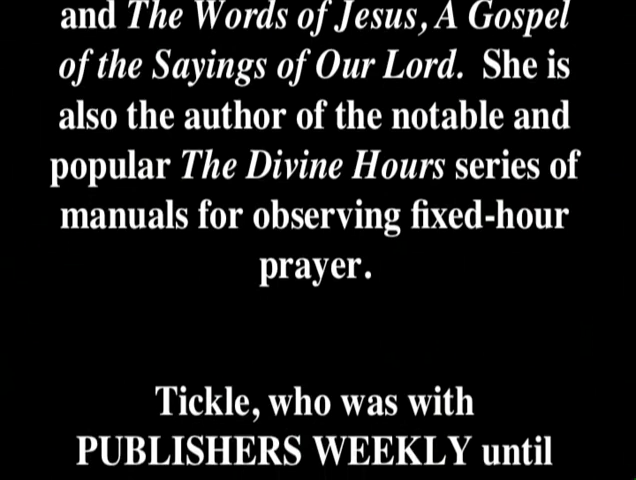 and The Words of Jesus, A Gospel
of the Sayings of Our Lord. She is
also the author of the notable and
popular The Divine Hours series of
manuals for observing fixed-hour
prayer.
Tickle, who was with
PUBLISHERS WEEKLY until